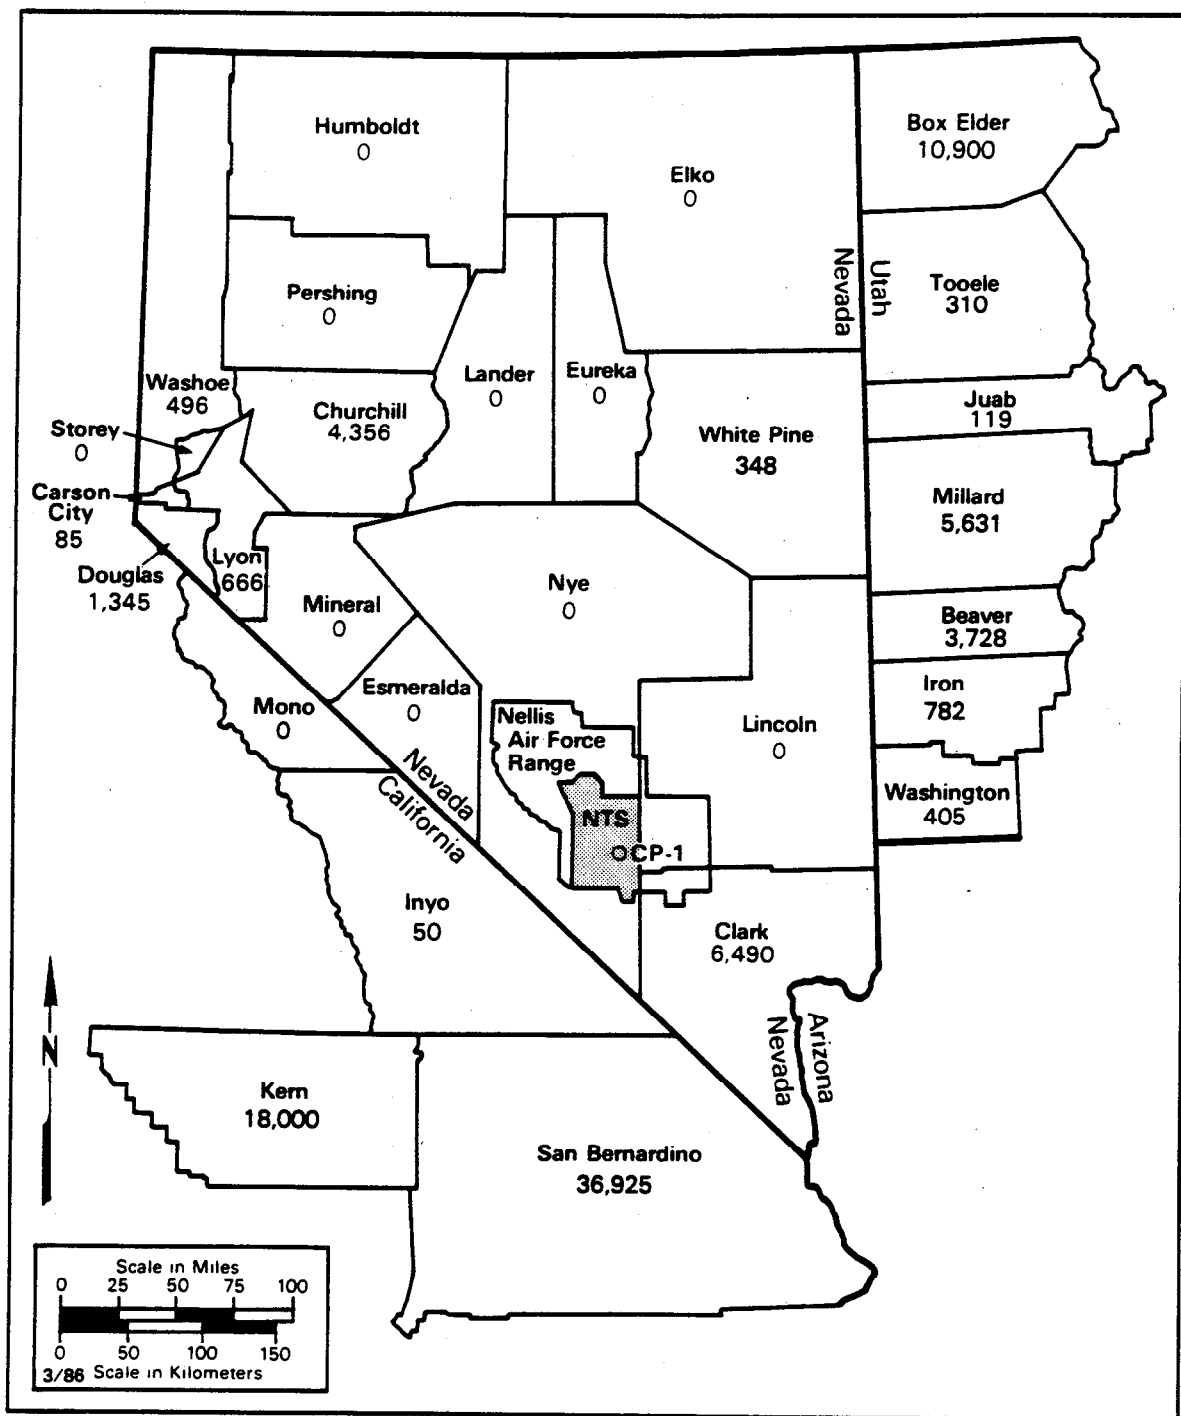 Humboldt
0
Elko
0
Box Elder
10,900
Nevada
Utah
Tooele
310
Pershing
0
Washoe
496
Lander
0
Eureka
0
Juab
119
Storey
0
Churchill
4,356
White Pine
348
Carson
City
85
Millard
5,631
Douglas
1,345
Lyon
666
Mineral
0
Nye
0
Beaver
3,728
Mono
0
Esmeralda
0
Iron
782
Nellis
Air Force
Range
Lincoln
0
Nevada
California
Washington
405
NTS
CP-1
Inyo
50
Clark
6,490
N
Nevada
Arizona
Kern
18,000
San Bernardino
36,925
Scale in Miles
0 25 50 75 100
0 50 100 150
3/86 Scale in Kilometers